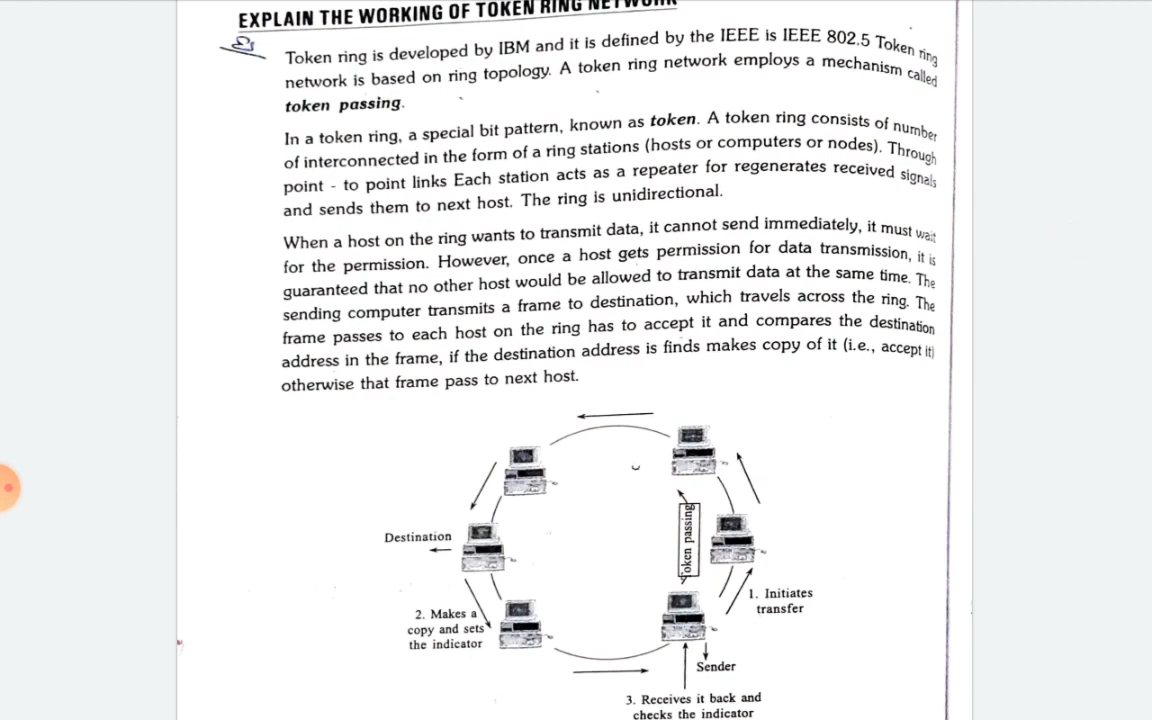 EXPLAIN THE WORKING OF TOKEN RING NETWORK
Token ring is developed by IBM and it is defined by the IEEE is IEEE 802.5 Token ring
network is based on ring topology. A token ring network employs a mechanism called
token passing.
In a token ring, a special bit pattern, known as token. A token ring consists of number
of interconnected in the form of a ring stations (hosts or computers or nodes). Through
point - to point links Each station acts as a repeater for regenerates received signals
and sends them to next host. The ring is unidirectional.
When a host on the ring wants to transmit data, it cannot send immediately, it must wait
for the permission. However, once a host gets permission for data transmission, it is
guaranteed that no other host would be allowed to transmit data at the same time. The
sending computer transmits a frame to destination, which travels across the ring. The
frame passes to each host on the ring has to accept it and compares the destination
address in the frame, if the destination address is finds makes copy of it (i.e., accept it)
otherwise that frame pass to next host.
Token passing
Destination
1. Initiates
transfer
2. Makes a
copy and sets
the indicator
Sender
3. Receives it back and
checks the indicator